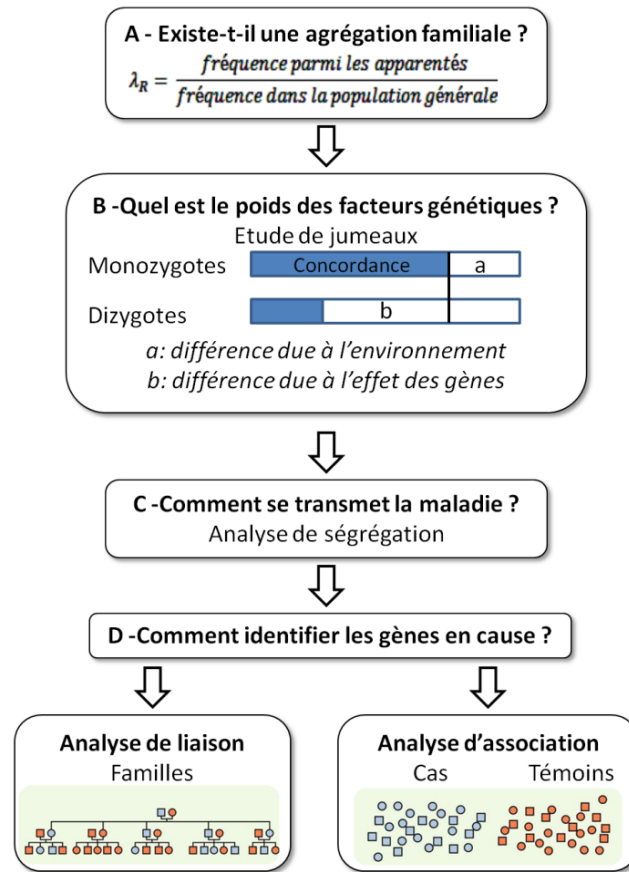 A - Existe-t-il une agrégation familiale ?
λR = fréquence parmi les apparentés
fréquence dans la population générale
B -Quel est le poids des facteurs génétiques ?
Etude de jumeaux
Monozygotes Concordance a
Dizygotes b
a: différence due à l'environnement
b: différence due à l'effet des gènes
C -Comment se transmet la maladie ?
Analyse de ségrégation
D -Comment identifier les gènes en cause ?
Analyse de liaison
Familles
Analyse d'association
Cas Témoins